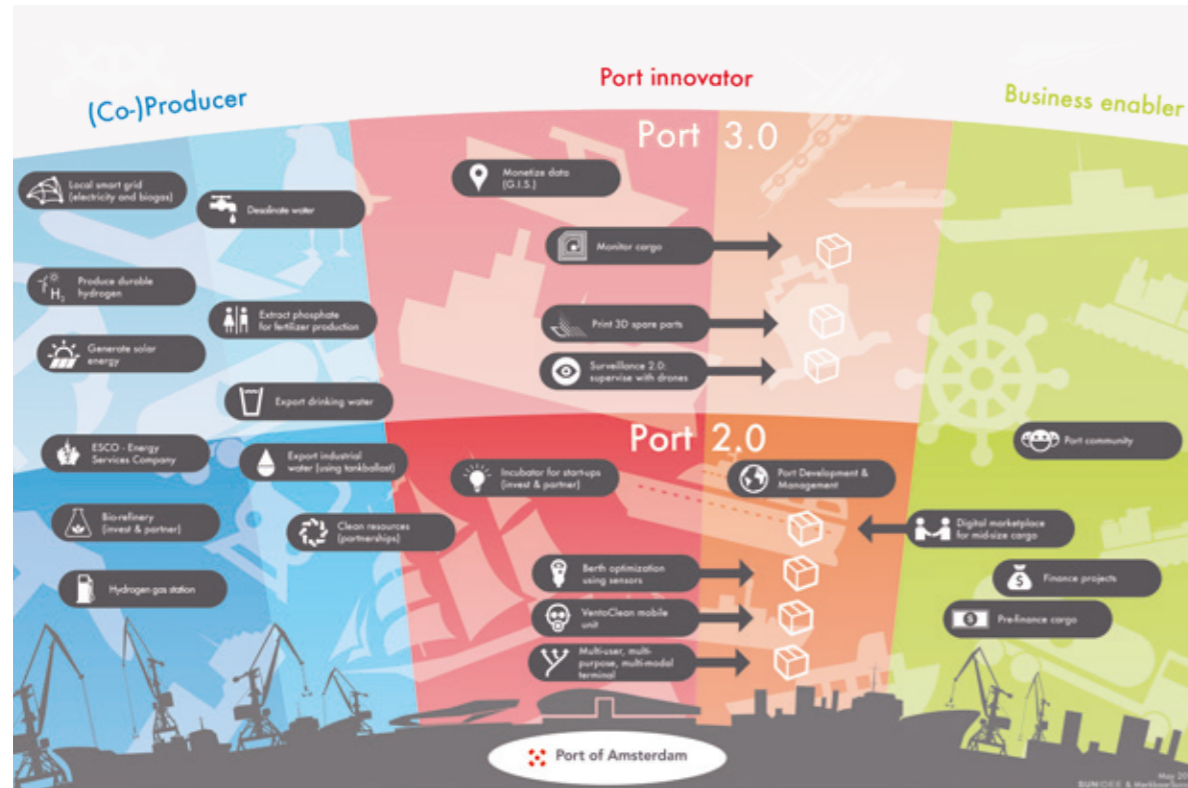 (Co-)Producer
Port innovator
Business enabler
Port 3.0
Local smart grid
(electricity and biogas)
Desalinate water
Monetize data
(G.I.S.)
Monitor cargo
Produce durable
hydrogen
H₂
Extract phosphate
for fertilizer production
Print 3D spare parts
Generate solar
energy
Surveillance 2.0:
supervise with drones
Export drinking water
Port 2.0
ESCO - Energy
Services Company
Export industrial
water (using tankballast)
Incubator for start-ups
(invest & partner)
Port Development &
Management
Port community
Bio-refinery
(invest & partner)
Clean resources
(partnerships)
Digital marketplace
for mid-size cargo
Hydrogen gas station
Berth optimization
using sensors
Finance projects
VentoClean mobile
unit
Pre-finance cargo
Multi-user, multi-
purpose, multi-modal
terminal
Port of Amsterdam
May 20